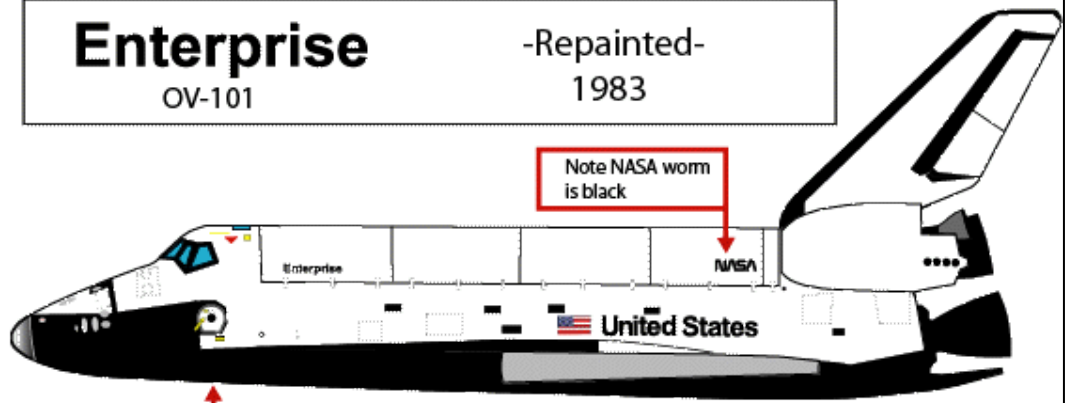 Enterprise
OV-101
-Repainted-
1983
Note NASA worm
is black
Enterprise
NASA
United States